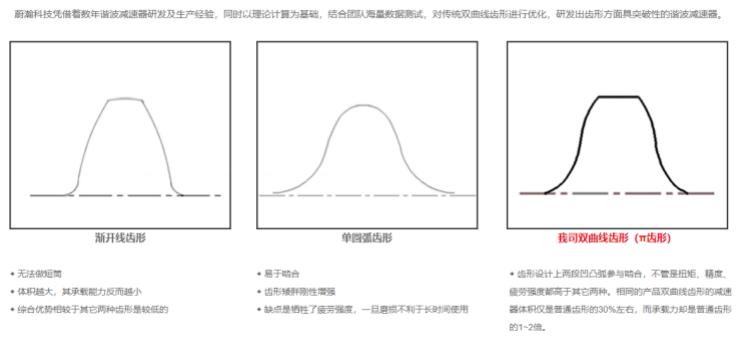 蔚瀚科技凭借着数年谐波减速器研发及生产经验，同时以理论计算为基础，结合团队海量数据测试，对传统双曲线齿形进行优化，研发出齿形方面具突破性的谐波减速器。
渐开线齿形
单圆弧齿形
我司双曲线齿形（π齿形）
无法做短筒
体积越大，其承载能力反而越小
综合优势相较于其它两种齿形是较低的
易于啮合
齿形矮胖刚性增强
缺点是牺牲了疲劳强度，一旦磨损不利于长时间使用
齿形设计上两段凹凸弧参与啮合，不管是扭矩、精度、
疲劳强度都高于其它两种。相同的产品双曲线齿形的减速
器体积仅是普通齿形的30%左右，而承载力却是普通齿形
的1~2倍。